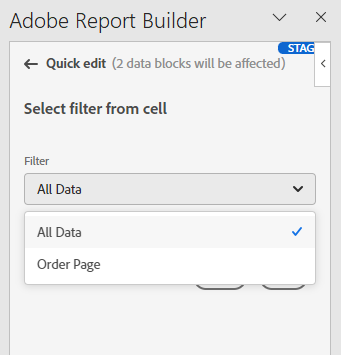 Adobe Report Builder
STAG
Quick edit (2 data blocks will be affected)
Select filter from cell
Filter
All Data
All Data
Order Page